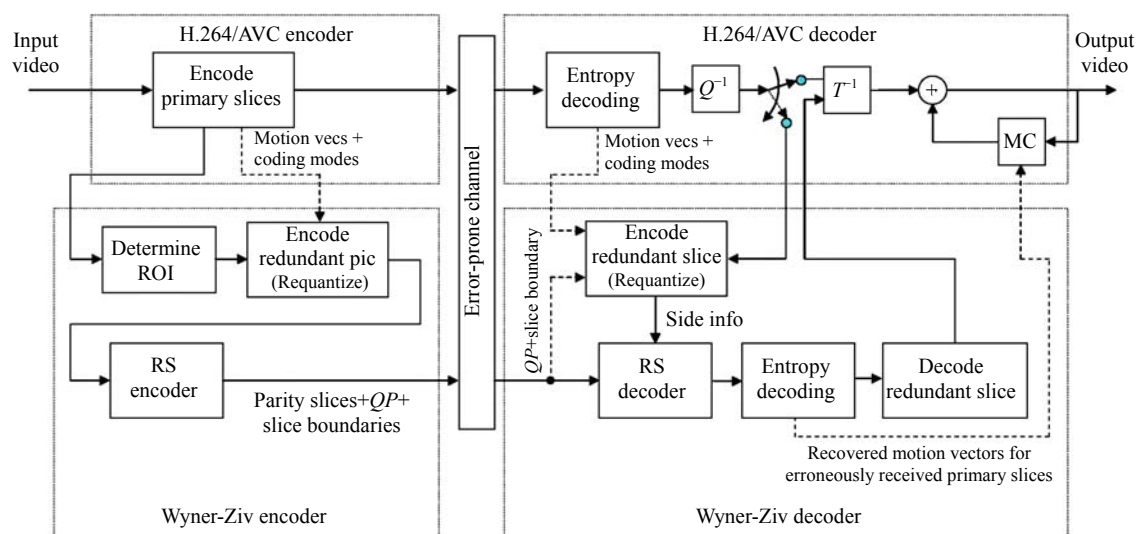 Input
video
H.264/AVC encoder
Encode
primary slices
Motion vecs +
coding modes
Determine
ROI
Encode
redundant pic
(Requantize)
RS
encoder
Parity slices+QP+
slice boundaries
Wyner-Ziv encoder
Error-prone channel
H.264/AVC decoder
Output
video
Entropy
decoding
Q⁻¹
T⁻¹
+
MC
Motion vecs +
coding modes
QP+slice boundary
Encode
redundant slice
(Requantize)
Side info
RS
decoder
Entropy
decoding
Decode
redundant slice
Recovered motion vectors for
erroneously received primary slices
Wyner-Ziv decoder